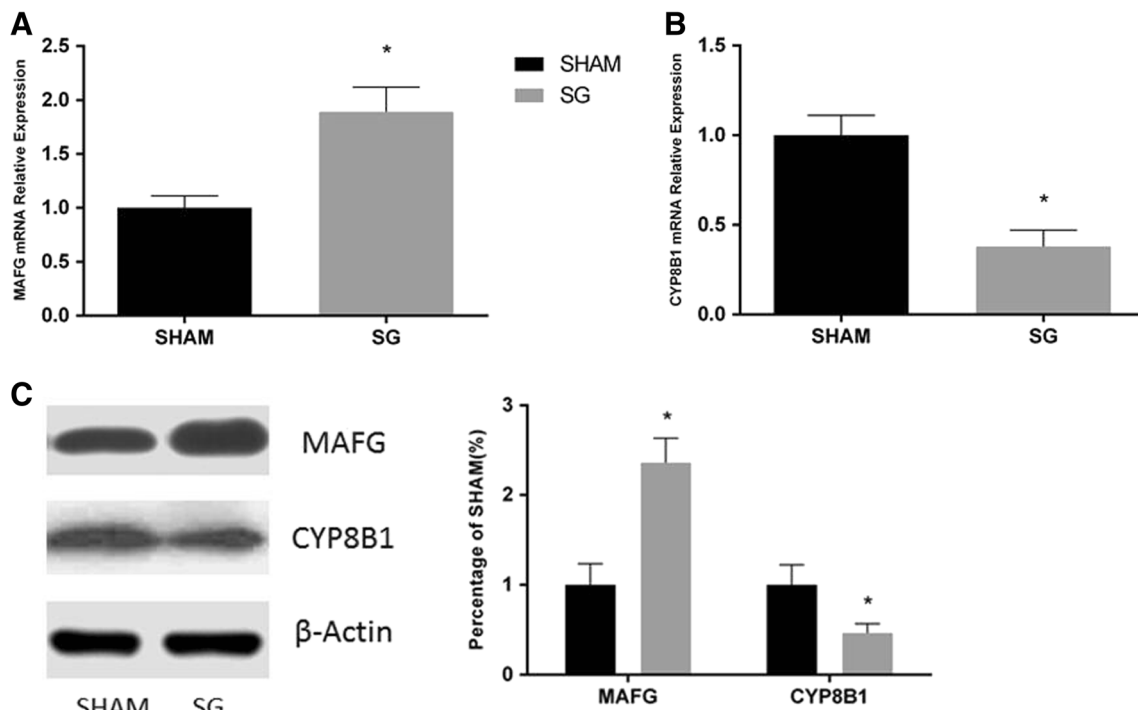 A
MAFG mRNA Relative Expression
2.5
2.0
1.5
1.0
0.5
0.0
*
SHAM
SG
SHAM
SG
B
CYP8B1 mRNA Relative Expression
1.5
1.0
0.5
0.0
*
SHAM
SG
C
MAFG
CYP8B1
β-Actin
SHAM SG
Percentage of SHAM(%)
3
2
1
0
*
*
MAFG
CYP8B1